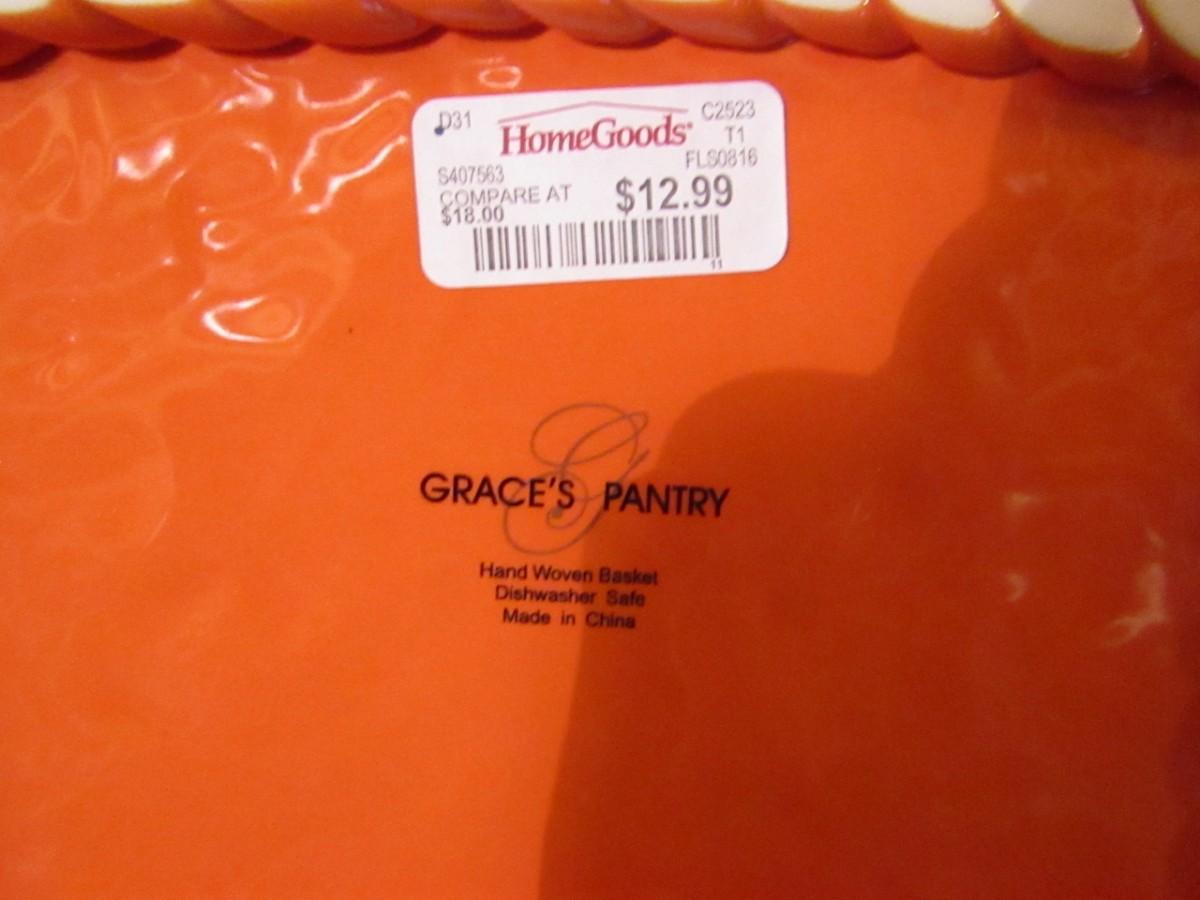 D31
HomeGoods
C2523
T1
FLS0816
S407563
COMPARE AT
$18.00
$12.99
11
GRACE'S PANTRY
G
Hand Woven Basket
Dishwasher Safe
Made in China